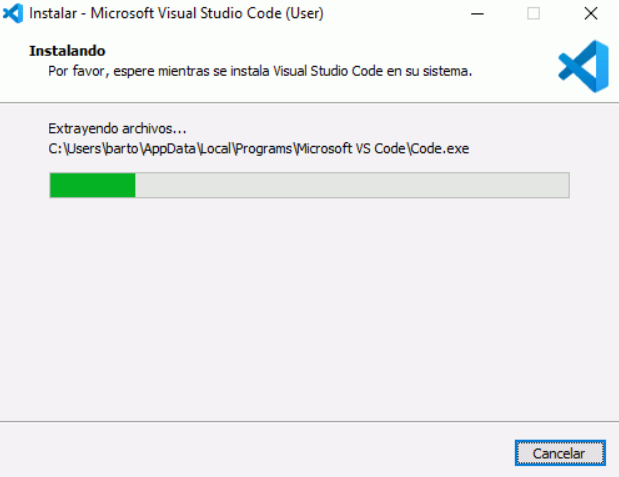 Instalar - Microsoft Visual Studio Code (User)
Instalando
Por favor, espere mientras se instala Visual Studio Code en su sistema.
Extrayendo archivos...
C:\Users\barto\AppData\Local\Programs\Microsoft VS Code\Code.exe
Cancelar